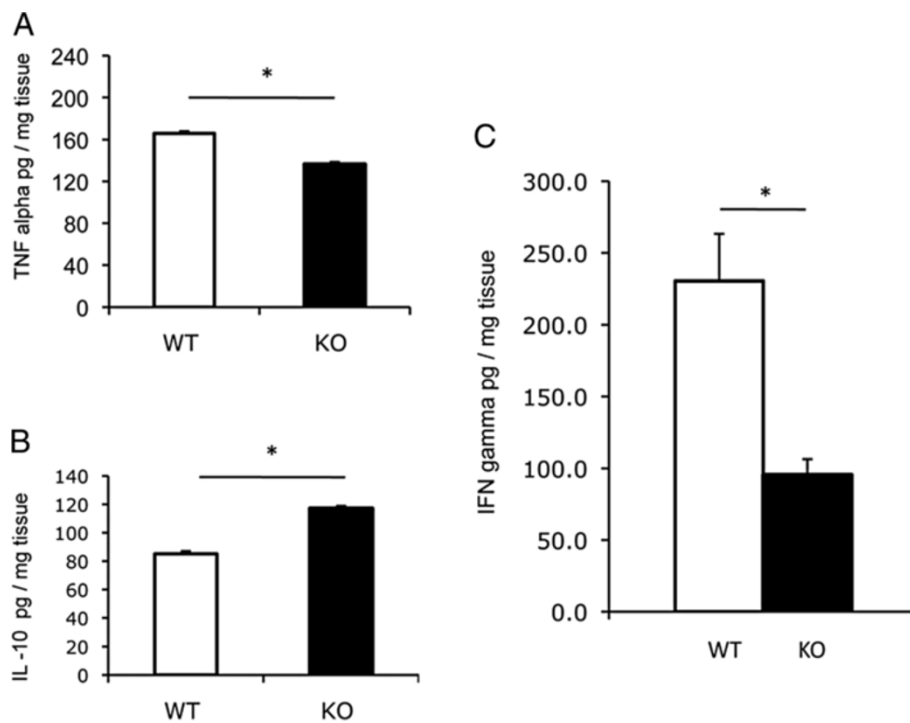 A
TNF alpha pg / mg tissue
240
200
160
120
80
40
0
*
WT
KO
B
IL -10 pg / mg tissue
140
120
100
80
60
40
20
0
*
WT
KO
C
IFN gamma pg / mg tissue
300.0
250.0
200.0
150.0
100.0
50.0
0.0
*
WT
KO